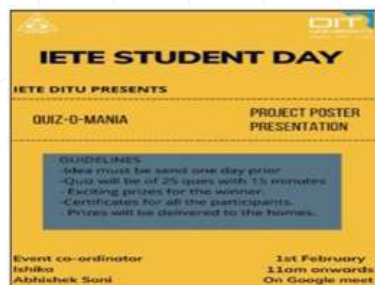 DIT
UNIVERSITY
IETE STUDENT DAY
IETE DITU PRESENTS
QUIZ-O-MANIA
PROJECT POSTER
PRESENTATION
GUIDELINES
-Idea must be send one day prior
-Quiz will be of 25 ques with 15 minutes
- Exciting prizes for the winner.
-Certificates for all the participants.
- Prizes will be delivered to the homes.
Event co-ordinator
Ishika
Abhishek Soni
1st February
11am onwards
On Google meet